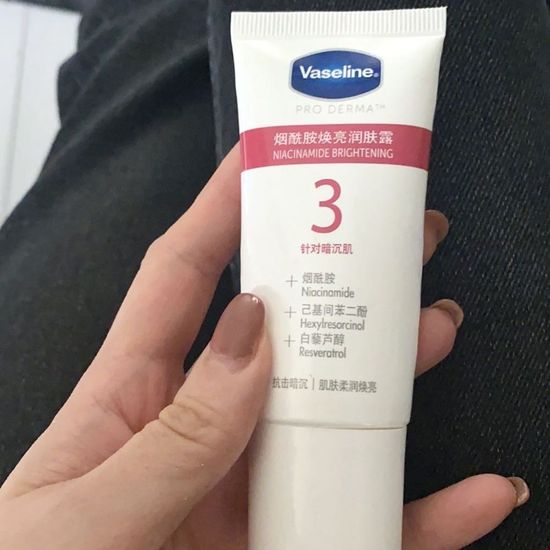 Vaseline®
PRO DERMA™
烟酰胺焕亮润肤露
NIACINAMIDE BRIGHTENING
3
针对暗沉肌
+ 烟酰胺
Niacinamide
+ 己基间苯二酚
Hexylresorcinol
+ 白藜芦醇
Resveratrol
抗击暗沉 | 肌肤柔润焕亮